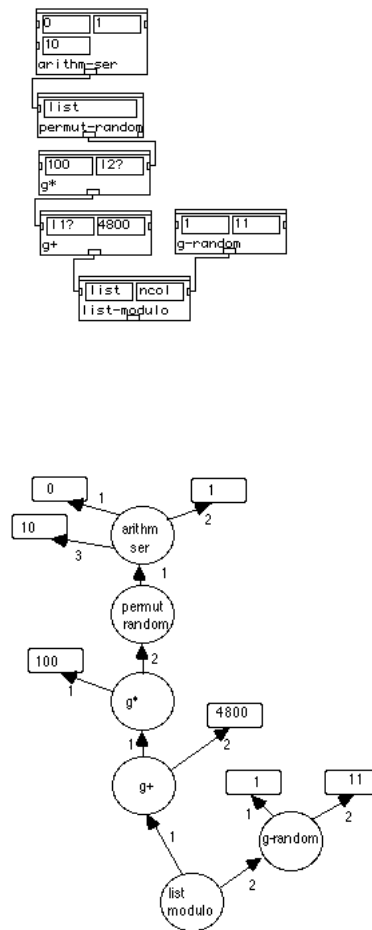 0 1
10
arithm-ser
list
permut-random
100 l2?
g*
l1? 4800
g+
1 11
g-random
list ncol
list-modulo
0
1
1
2
10
3
arithm
ser
1
permut
random
100
2
1
g*
4800
1
2
g+
1
11
1
2
g-random
1
2
list
modulo